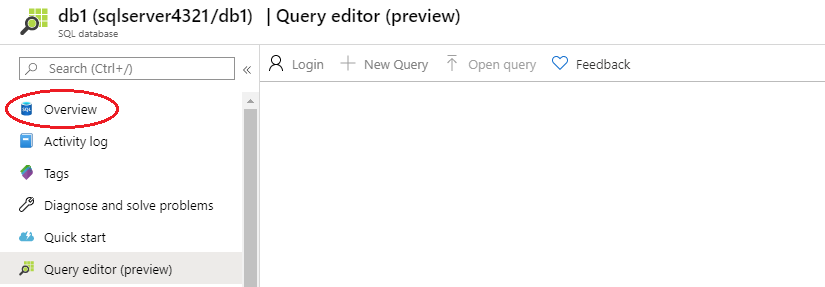 db1 (sqlserver4321/db1) | Query editor (preview)
SQL database
Search (Ctrl+/) «
Login New Query Open query Feedback
SQL Overview
Activity log
Tags
Diagnose and solve problems
Quick start
Query editor (preview)